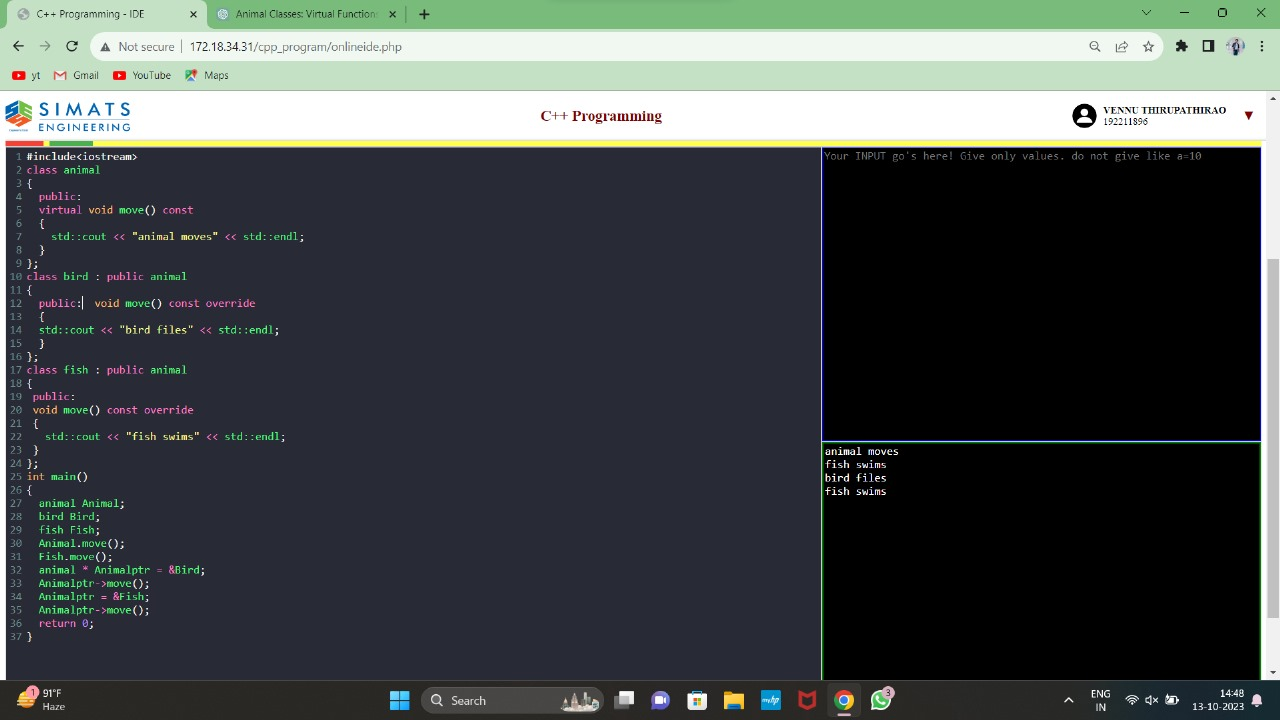 C++ Programming - IDE
Animal Classes: Virtual Function
Not secure
172.18.34.31/cpp_program/onlineide.php
yt
Gmail
YouTube
Maps
SIMATS
ENGINEERING
C++ Programming
VENNU THIRUPATHIRAO
192211896
1 #include<iostream>
2 class animal
3 {
4 public:
5 virtual void move() const
6 {
7 std::cout << "animal moves" << std::endl;
8 }
9 };
10 class bird : public animal
11 {
12 public: void move() const override
13 {
14 std::cout << "bird files" << std::endl;
15 }
16 };
17 class fish : public animal
18 {
19 public:
20 void move() const override
21 {
22 std::cout << "fish swims" << std::endl;
23 }
24 };
25 int main()
26 {
27 animal Animal;
28 bird Bird;
29 fish Fish;
30 Animal.move();
31 Fish.move();
32 animal * Animalptr = &Bird;
33 Animalptr->move();
34 Animalptr = &Fish;
35 Animalptr->move();
36 return 0;
37 }
Your INPUT go's here! Give only values. do not give like a=10
animal moves
fish swims
bird files
fish swims
1
91°F
Haze
Search
myhp
3
ENG
IN
14:48
13-10-2023